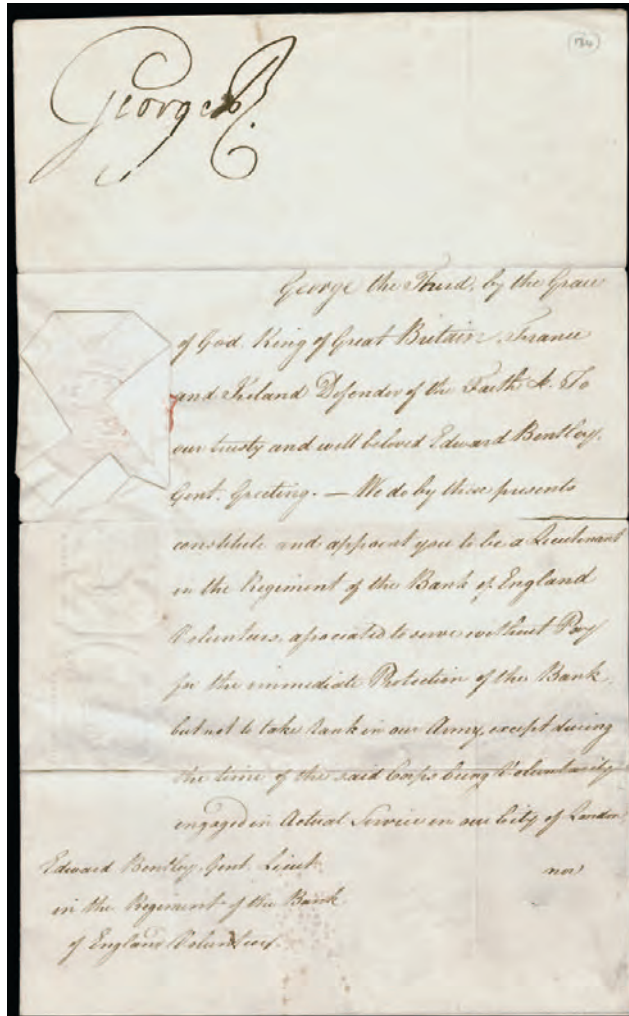 (134)
George R.
George the Third, by the Grace
of God King of Great Britain, France
and Ireland Defender of the Faith &c. To
our trusty and well beloved Edward Bentley,
Gent. Greeting. — We do by these presents
constitute and appoint you to be a Lieutenant
in the Regiment of the Bank of England
Volunteers, associated to serve without Pay
for the immediate Protection of the Bank,
but not to take rank in our Army, except during
the time of the said Corps being Voluntarily
engaged in Actual Service in our City of London
nor
Edward Bentley, Gent. Lieut.
in the Regiment of the Bank
of England Volunteers.